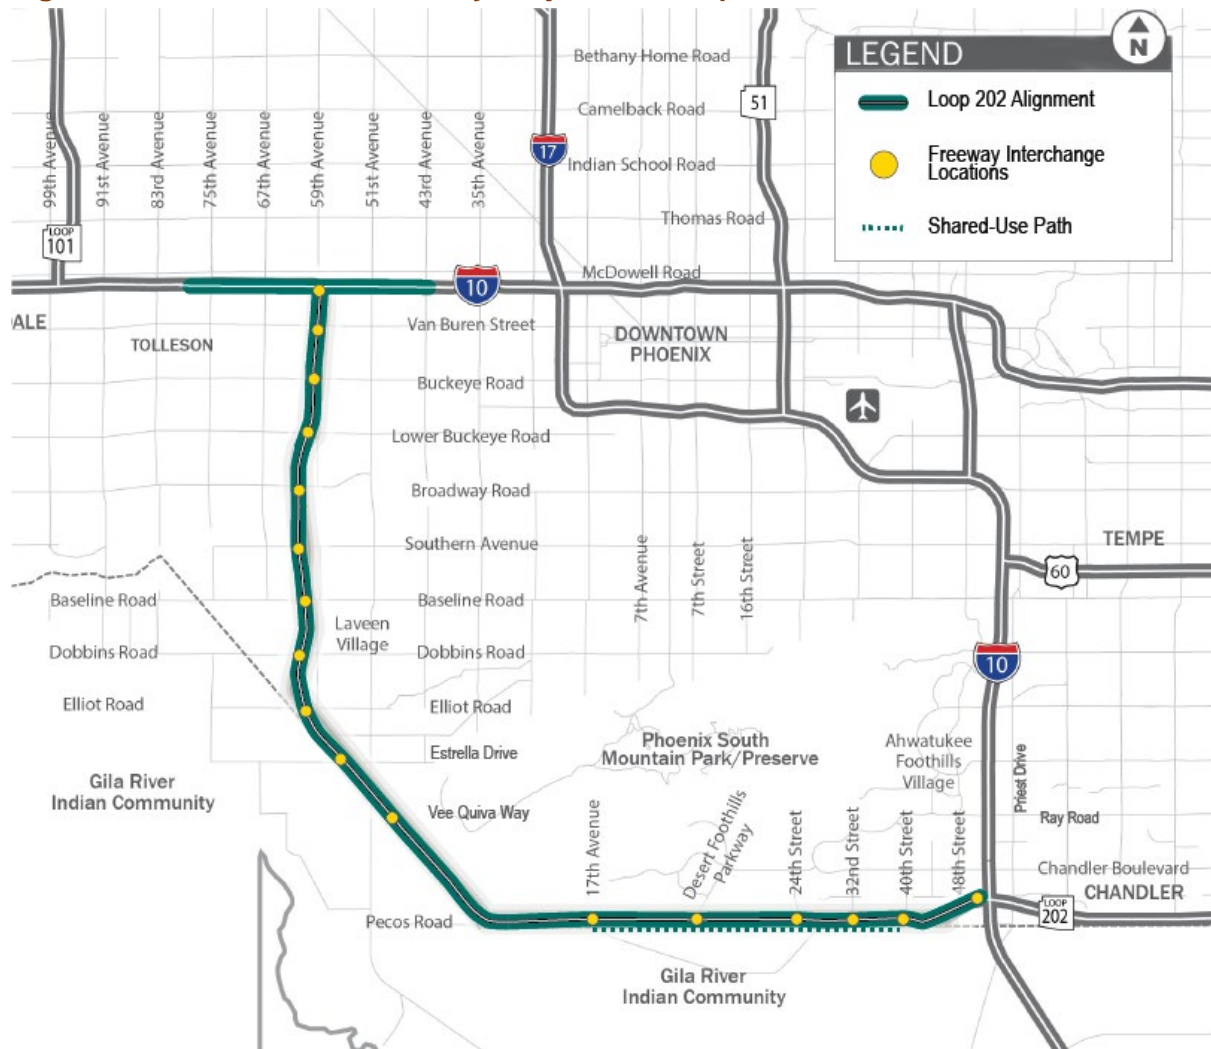 N
LEGEND
Loop 202 Alignment
Freeway Interchange
Locations
Shared-Use Path
Bethany Home Road
Camelback Road
51
17
Indian School Road
Thomas Road
McDowell Road
99th Avenue
91st Avenue
83rd Avenue
75th Avenue
67th Avenue
59th Avenue
51st Avenue
43rd Avenue
35th Avenue
LOOP
101
10
ALE
TOLLESON
Van Buren Street
DOWNTOWN
PHOENIX
Buckeye Road
Lower Buckeye Road
Broadway Road
Southern Avenue
7th Avenue
7th Street
16th Street
TEMPE
60
Baseline Road
Baseline Road
Laveen
Village
Dobbins Road
Dobbins Road
10
Elliot Road
Elliot Road
Estrella Drive
Phoenix South
Mountain Park/Preserve
Ahwatukee
Foothills
Village
Priest Drive
Gila River
Indian Community
Vee Quiva Way
Ray Road
17th Avenue
Desert Foothills
Parkway
24th Street
32nd Street
40th Street
48th Street
Chandler Boulevard
CHANDLER
LOOP
202
Pecos Road
Gila River
Indian Community